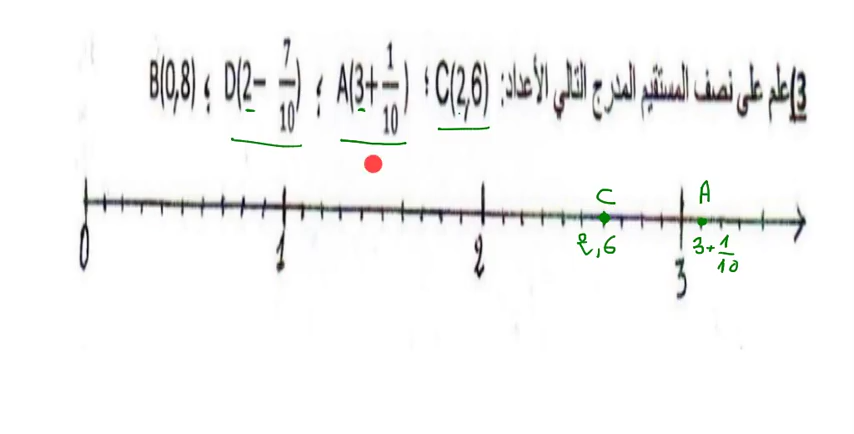 3) علم على نصف المستقيم المدرج التالي الأعداد: C(2,6) ؛ A(3+ 1/10) ؛ D(2− 7/10) ؛ B(0,8)
C A
0 1 2 2,6 3 3+ 1/10